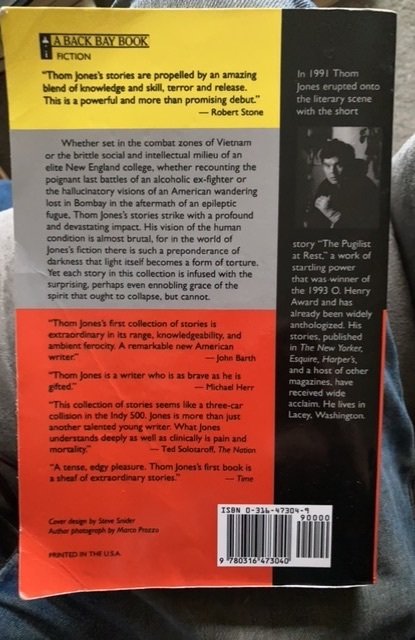 A BACK BAY BOOK
FICTION
"Thom Jones's stories are propelled by an amazing
blend of knowledge and skill, terror and release.
This is a powerful and more than promising debut."
— Robert Stone
Whether set in the combat zones of Vietnam
or the brittle social and intellectual milieu of an
elite New England college, whether recounting the
poignant last battles of an alcoholic ex-fighter or
the hallucinatory visions of an American wandering
lost in Bombay in the aftermath of an epileptic
fugue, Thom Jones's stories strike with a profound
and devastating impact. His vision of the human
condition is almost brutal, for in the world of
Jones's fiction there is such a preponderance of
darkness that light itself becomes a form of torture.
Yet each story in this collection is infused with the
surprising, perhaps even ennobling grace of the
spirit that ought to collapse, but cannot.
"Thom Jones's first collection of stories is
extraordinary in its range, knowledgeability, and
ambient ferocity. A remarkable new American
writer." — John Barth
"Thom Jones is a writer who is as brave as he is
gifted." — Michael Herr
"This collection of stories seems like a three-car
collision in the Indy 500. Jones is more than just
another talented young writer. What Jones
understands deeply as well as clinically is pain and
mortality." — Ted Solotaroff, The Nation
"A tense, edgy pleasure. Thom Jones's first book is
a sheaf of extraordinary stories." — Time
Cover design by Steve Snider
Author photograph by Marco Prozzo
PRINTED IN THE U.S.A.
In 1991 Thom
Jones erupted onto
the literary scene
with the short
story "The Pugilist
at Rest," a work of
startling power
that was winner of
the 1993 O. Henry
Award and has
already been widely
anthologized. His
stories, published
in The New Yorker,
Esquire, Harper's,
and a host of other
magazines, have
received wide
acclaim. He lives in
Lacey, Washington.
ISBN 0-316-47304-9
90000
9 780316 473040